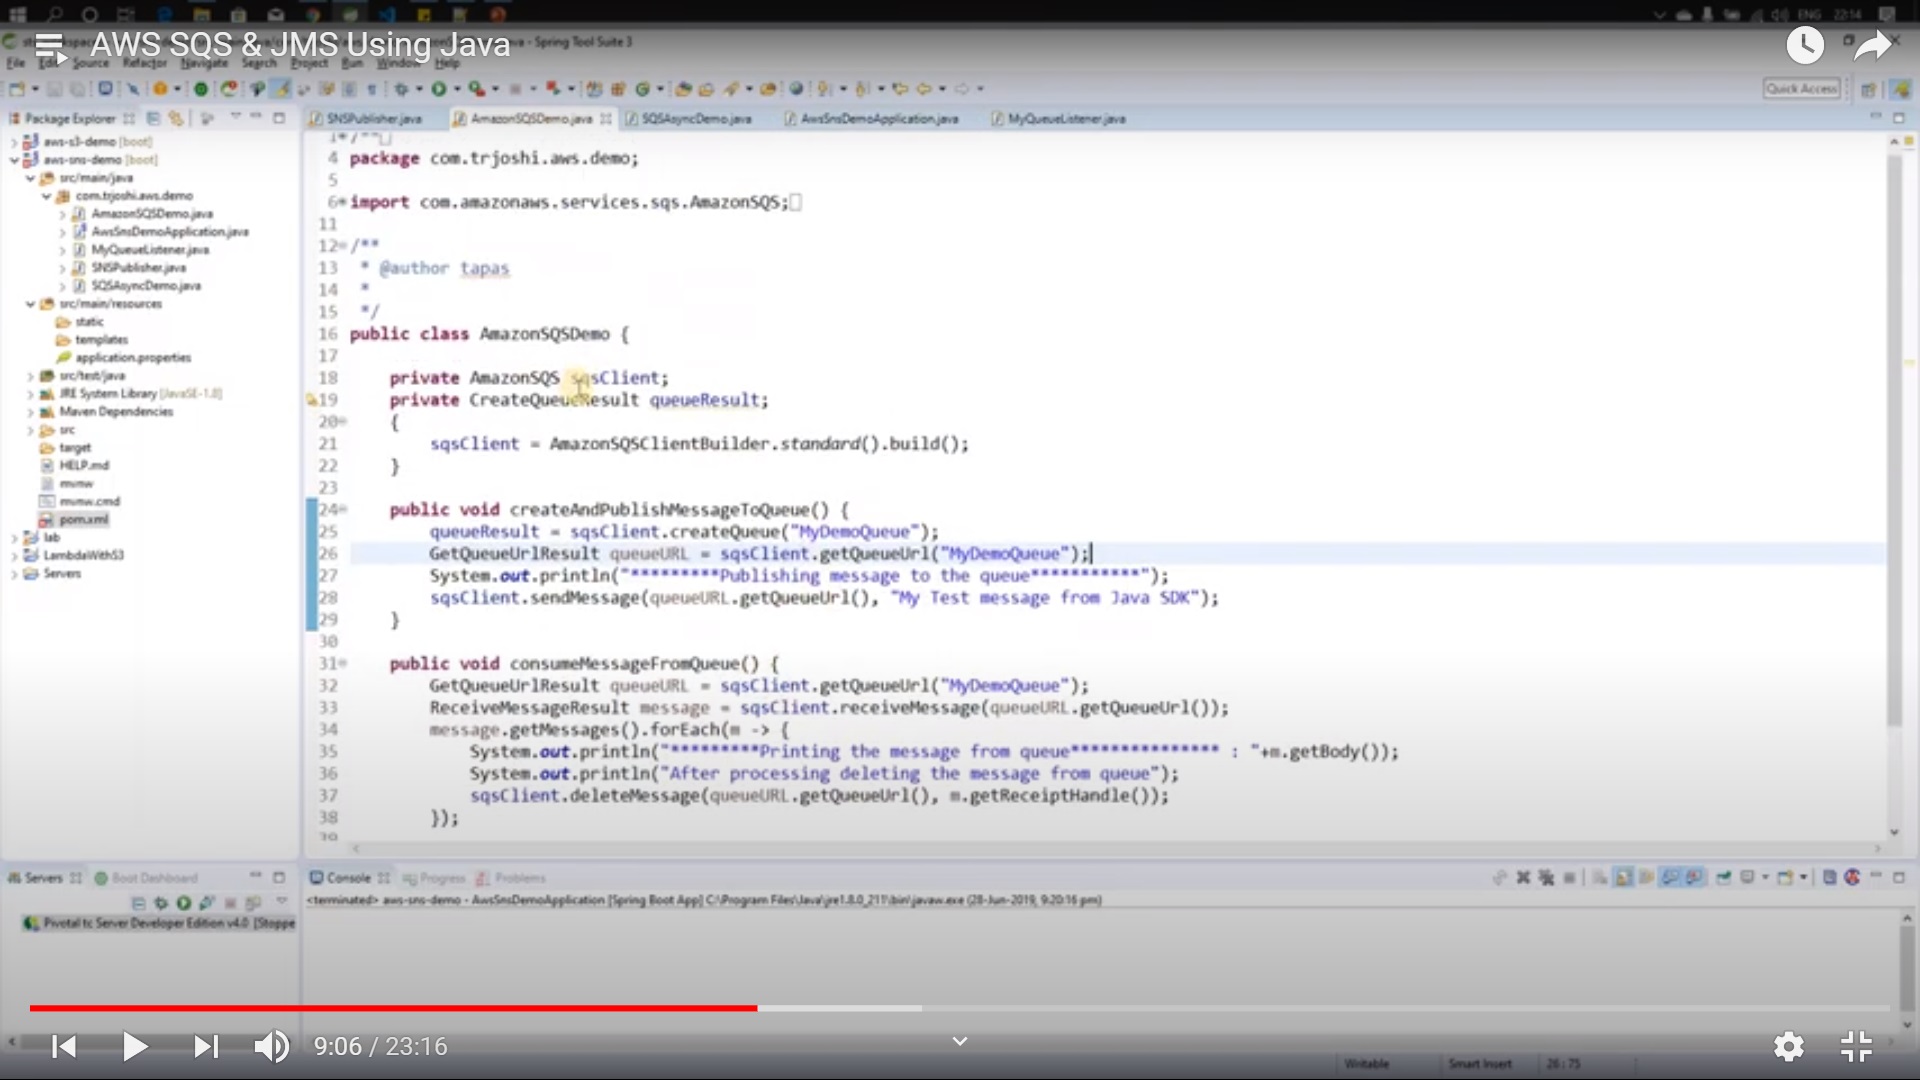 ENG 22:14
AWS SQS & JMS Using Java
- Spring Tool Suite 3
File Edit Source Refactor Navigate Search Project Run Window Help
Quick Access
Package Explorer
SNSPublisher.java
AmazonSQSDemo.java
SQSAsyncDemo.java
AwsSnsDemoApplication.java
MyQueueListener.java
aws-s3-demo [boot]
aws-sns-demo [boot]
src/main/java
com.trjoshi.aws.demo
AmazonSQSDemo.java
AwsSnsDemoApplication.java
MyQueueListener.java
SNSPublisher.java
SQSAsyncDemo.java
src/main/resources
static
templates
application.properties
src/test/java
JRE System Library [JavaSE-1.8]
Maven Dependencies
src
target
HELP.md
mvnw
mvnw.cmd
pom.xml
lab
LambdaWithS3
Servers
1 /**
4 package com.trjoshi.aws.demo;
5
6 import com.amazonaws.services.sqs.AmazonSQS;
11
12 /**
13 * @author tapas
14 *
15 */
16 public class AmazonSQSDemo {
17
18 private AmazonSQS sqsClient;
19 private CreateQueueResult queueResult;
20 {
21 sqsClient = AmazonSQSClientBuilder.standard().build();
22 }
23
24 public void createAndPublishMessageToQueue() {
25 queueResult = sqsClient.createQueue("MyDemoQueue");
26 GetQueueUrlResult queueURL = sqsClient.getQueueUrl("MyDemoQueue");
27 System.out.println("*********Publishing message to the queue***********");
28 sqsClient.sendMessage(queueURL.getQueueUrl(), "My Test message from Java SDK");
29 }
30
31 public void consumeMessageFromQueue() {
32 GetQueueUrlResult queueURL = sqsClient.getQueueUrl("MyDemoQueue");
33 ReceiveMessageResult message = sqsClient.receiveMessage(queueURL.getQueueUrl());
34 message.getMessages().forEach(m -> {
35 System.out.println("*********Printing the message from queue*************** : "+m.getBody());
36 System.out.println("After processing deleting the message from queue");
37 sqsClient.deleteMessage(queueURL.getQueueUrl(), m.getReceiptHandle());
38 });
39
Servers
Boot Dashboard
Console
Progress
Problems
Pivotal tc Server Developer Edition v4.0 [Stoppe
<terminated> aws-sns-demo - AwsSnsDemoApplication [Spring Boot App] C:\Program Files\Java\jre1.8.0_211\bin\javaw.exe (28-Jun-2019, 9:20:16 pm)
9:06 / 23:16
Writable
Smart Insert
26 : 75